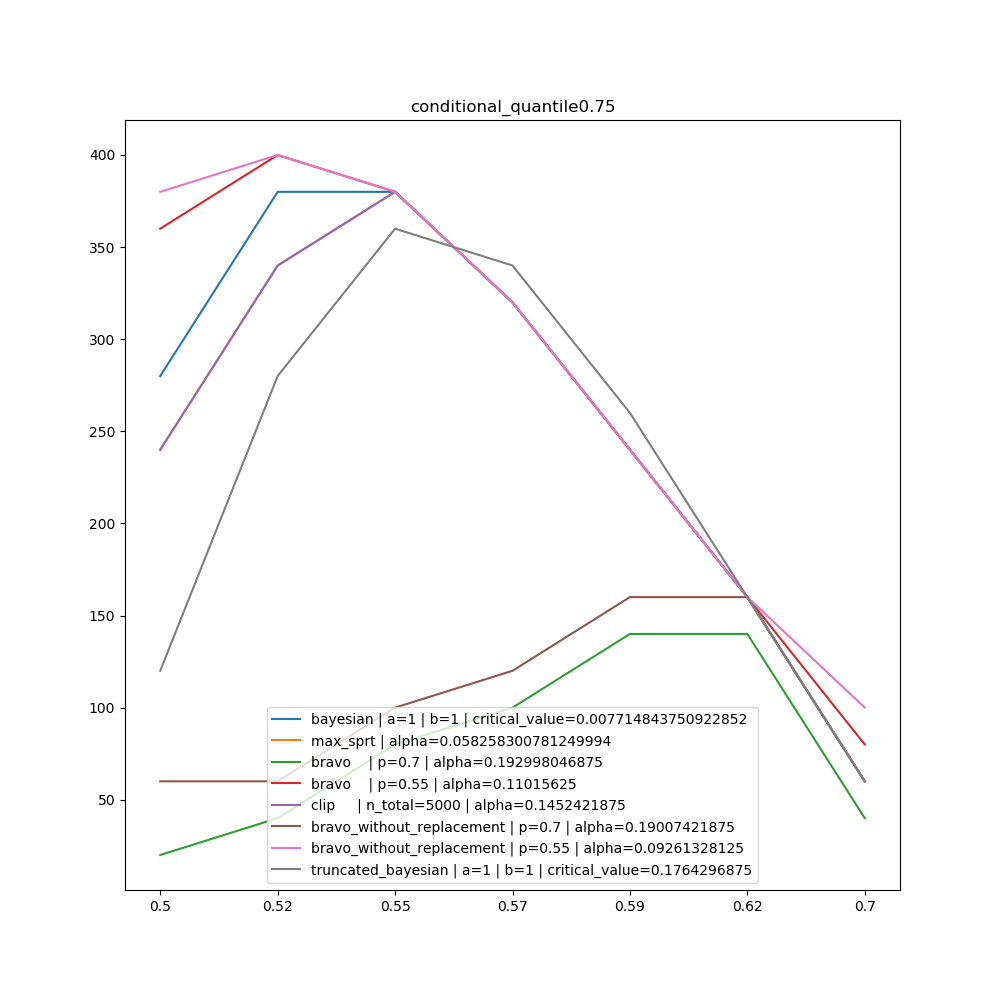 conditional_quantile0.75
400
350
300
250
200
150
100
50
bayesian | a=1 | b=1 | critical_value=0.007714843750922852
max_sprt | alpha=0.058258300781249994
bravo    | p=0.7 | alpha=0.192998046875
bravo    | p=0.55 | alpha=0.11015625
clip     | n_total=5000 | alpha=0.1452421875
bravo_without_replacement | p=0.7 | alpha=0.19007421875
bravo_without_replacement | p=0.55 | alpha=0.09261328125
truncated_bayesian | a=1 | b=1 | critical_value=0.1764296875
0.5 0.52 0.55 0.57 0.59 0.62 0.7